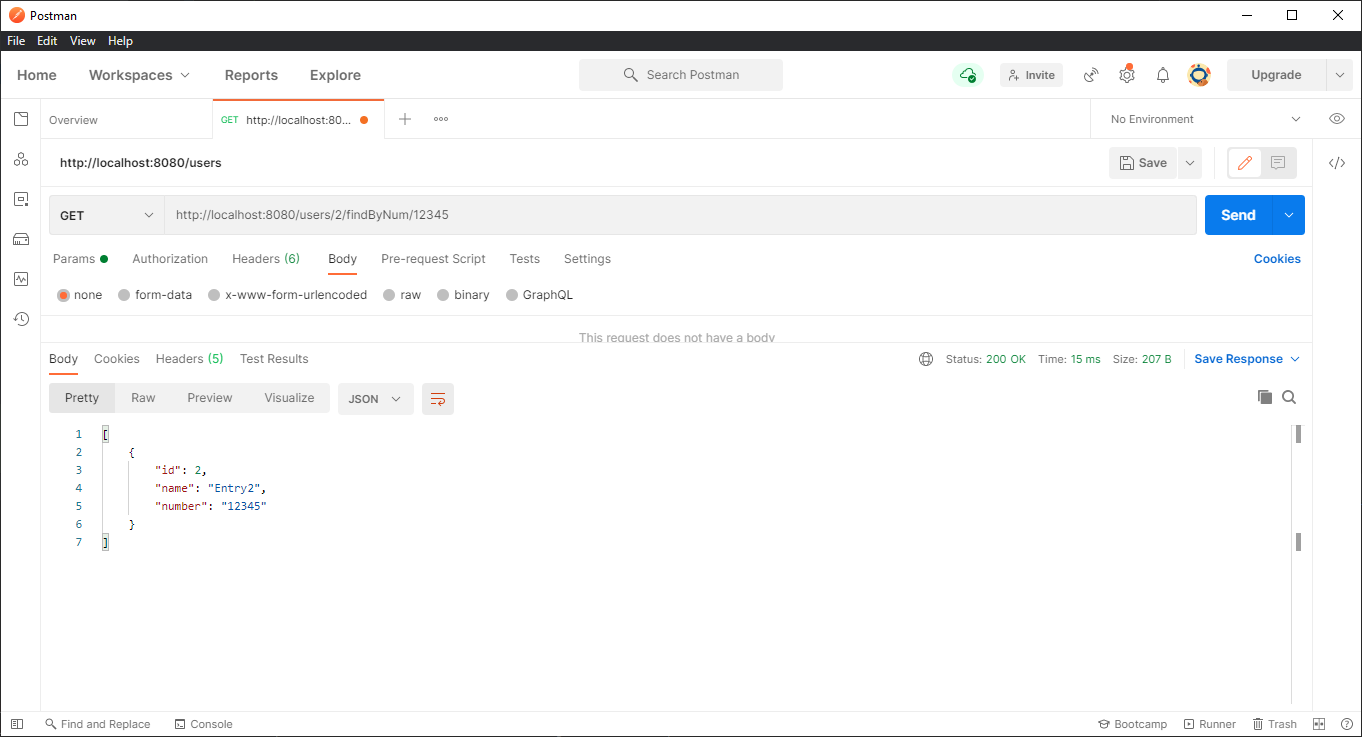 Postman
File Edit View Help
Home Workspaces Reports Explore Search Postman Invite Upgrade
Overview GET http://localhost:80... No Environment
http://localhost:8080/users Save
GET http://localhost:8080/users/2/findByNum/12345 Send
Params Authorization Headers (6) Body Pre-request Script Tests Settings Cookies
none form-data x-www-form-urlencoded raw binary GraphQL
This request does not have a body
Body Cookies Headers (5) Test Results Status: 200 OK Time: 15 ms Size: 207 B Save Response
Pretty Raw Preview Visualize JSON
1 [
2 {
3 "id": 2,
4 "name": "Entry2",
5 "number": "12345"
6 }
7 ]
Find and Replace Console Bootcamp Runner Trash